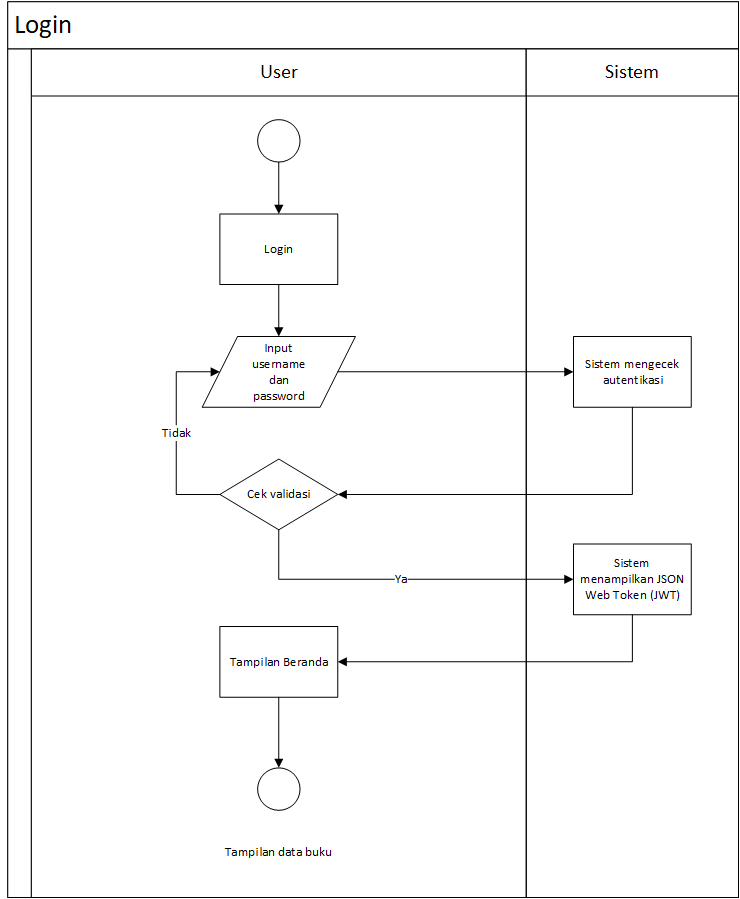 Login
User
Sistem
Login
Input
username
dan
password
Sistem mengecek
autentikasi
Tidak
Cek validasi
Ya
Sistem
menampilkan JSON
Web Token (JWT)
Tampilan Beranda
Tampilan data buku